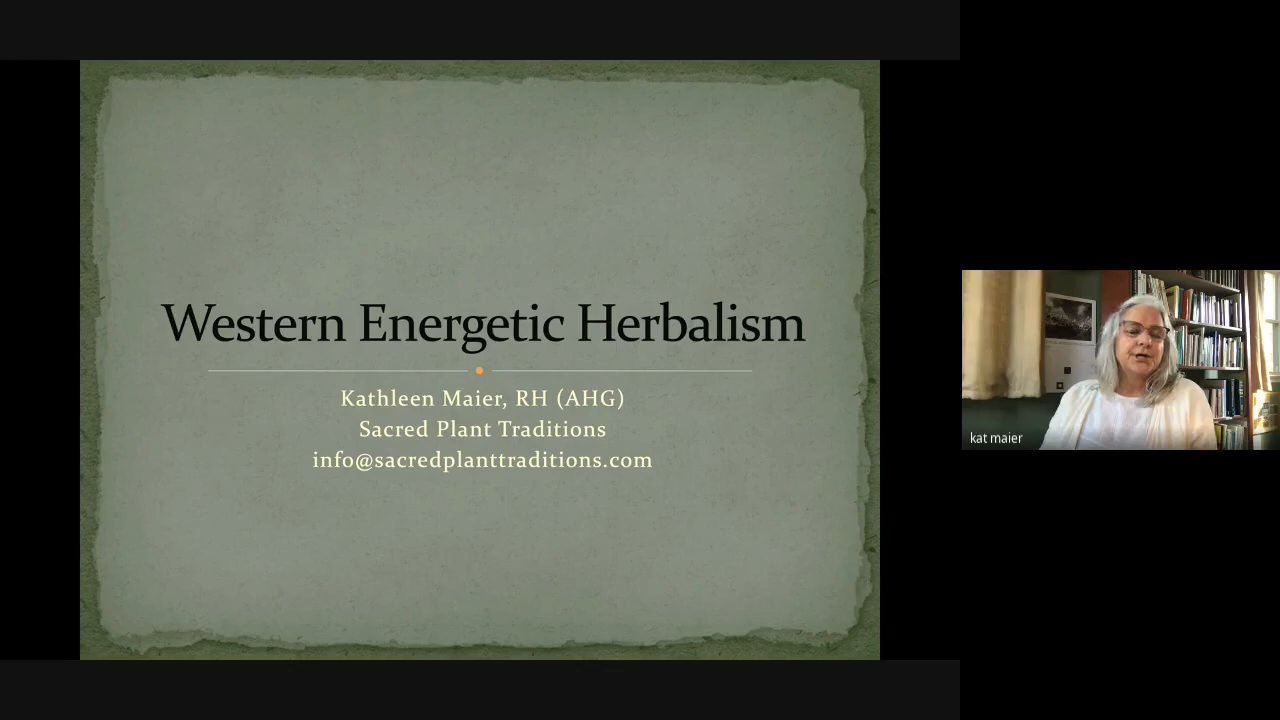 Western Energetic Herbalism
Kathleen Maier, RH (AHG)
Sacred Plant Traditions
info@sacredplanttraditions.com
kat maier